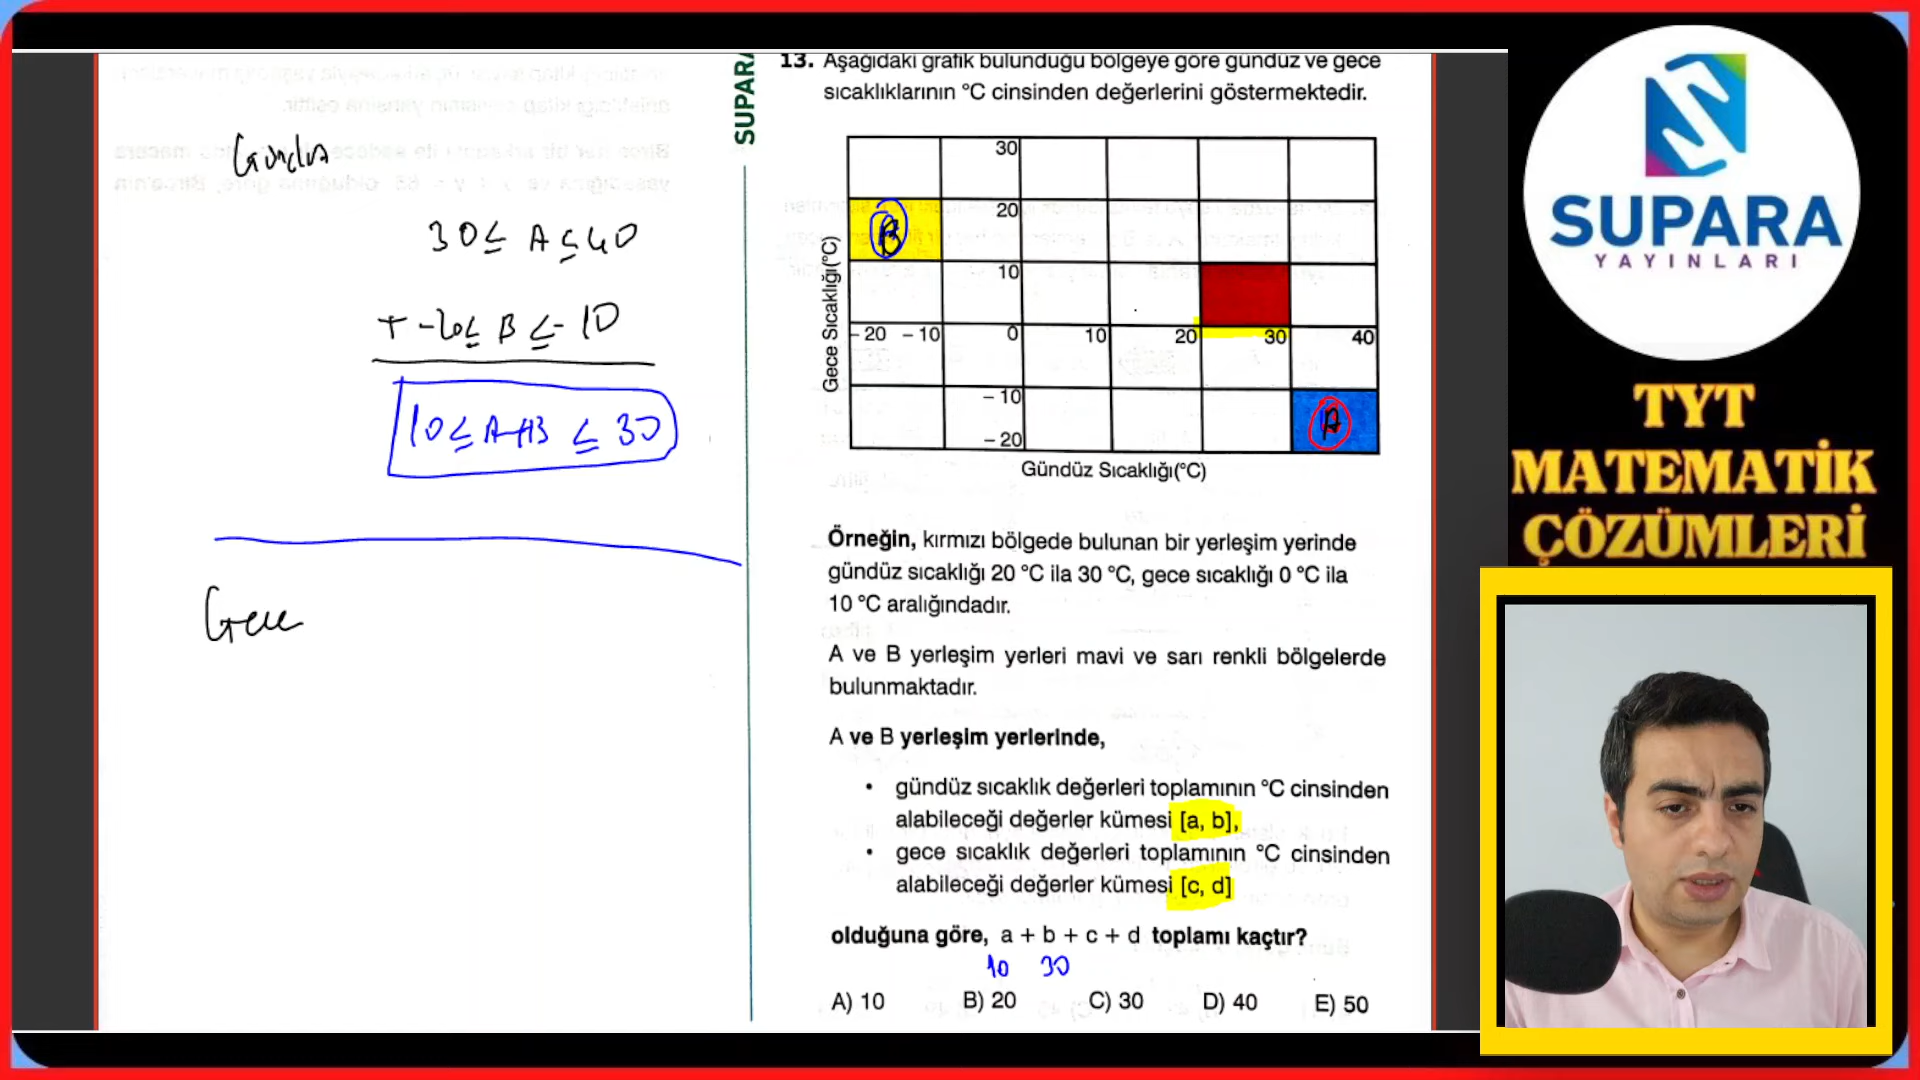 Gündüz
30 ≤ A ≤ 40
+ -20 ≤ B ≤ -10
10 ≤ A+B ≤ 30
Gece
SUPARA
13. Aşağıdaki grafik bulunduğu bölgeye göre gündüz ve gece
sıcaklıklarının °C cinsinden değerlerini göstermektedir.
Gece Sıcaklığı(°C)
30
20
B
10
- 20 - 10 0 10 20 30 40
- 10
A
- 20
Gündüz Sıcaklığı(°C)
Örneğin, kırmızı bölgede bulunan bir yerleşim yerinde
gündüz sıcaklığı 20 °C ila 30 °C, gece sıcaklığı 0 °C ila
10 °C aralığındadır.
A ve B yerleşim yerleri mavi ve sarı renkli bölgelerde
bulunmaktadır.
A ve B yerleşim yerlerinde,
• gündüz sıcaklık değerleri toplamının °C cinsinden
alabileceği değerler kümesi [a, b],
• gece sıcaklık değerleri toplamının °C cinsinden
alabileceği değerler kümesi [c, d]
olduğuna göre, a + b + c + d toplamı kaçtır?
10 30
A) 10 B) 20 C) 30 D) 40 E) 50
SUPARA
YAYINLARI
TYT
MATEMATİK
ÇÖZÜMLERİ